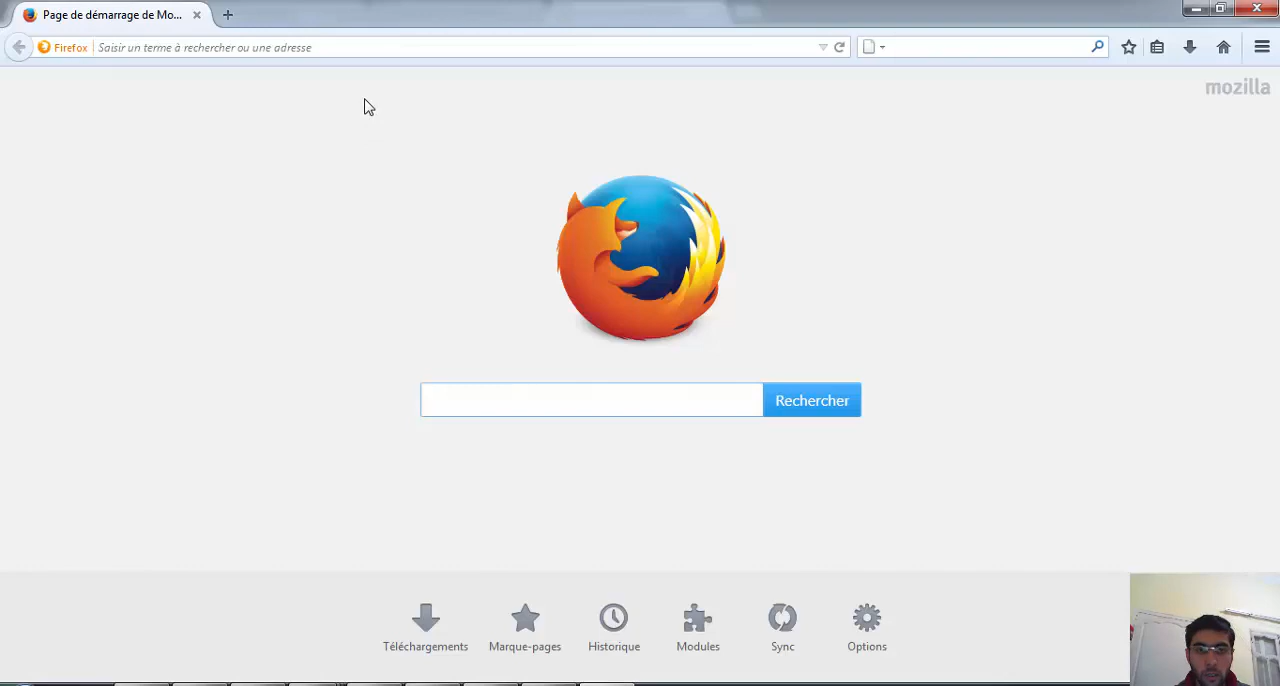 Page de démarrage de Mo...
Firefox
Saisir un terme à rechercher ou une adresse
mozilla
Rechercher
Téléchargements
Marque-pages
Historique
Modules
Sync
Options